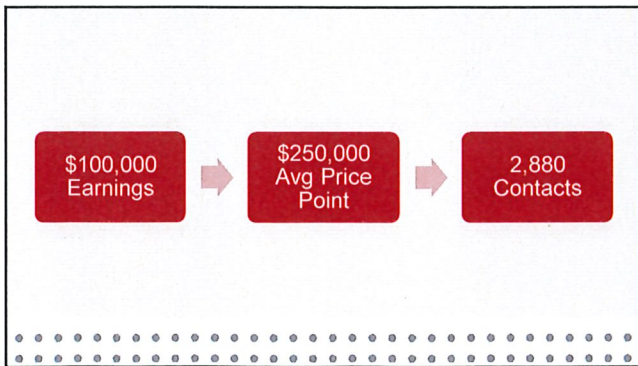 $100,000
Earnings
$250,000
Avg Price
Point
2,880
Contacts